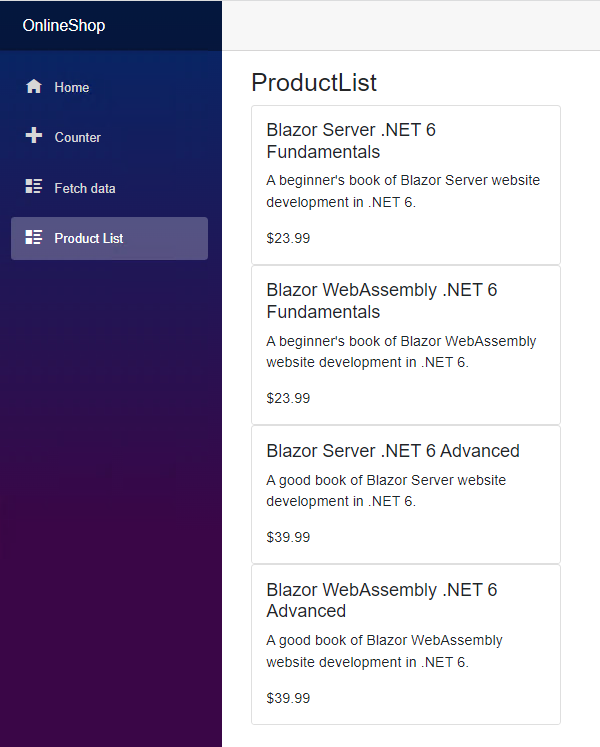 OnlineShop
Home
Counter
Fetch data
Product List
ProductList
Blazor Server .NET 6
Fundamentals
A beginner's book of Blazor Server website
development in .NET 6.
$23.99
Blazor WebAssembly .NET 6
Fundamentals
A beginner's book of Blazor WebAssembly
website development in .NET 6.
$23.99
Blazor Server .NET 6 Advanced
A good book of Blazor Server website
development in .NET 6.
$39.99
Blazor WebAssembly .NET 6
Advanced
A good book of Blazor WebAssembly
website development in .NET 6.
$39.99